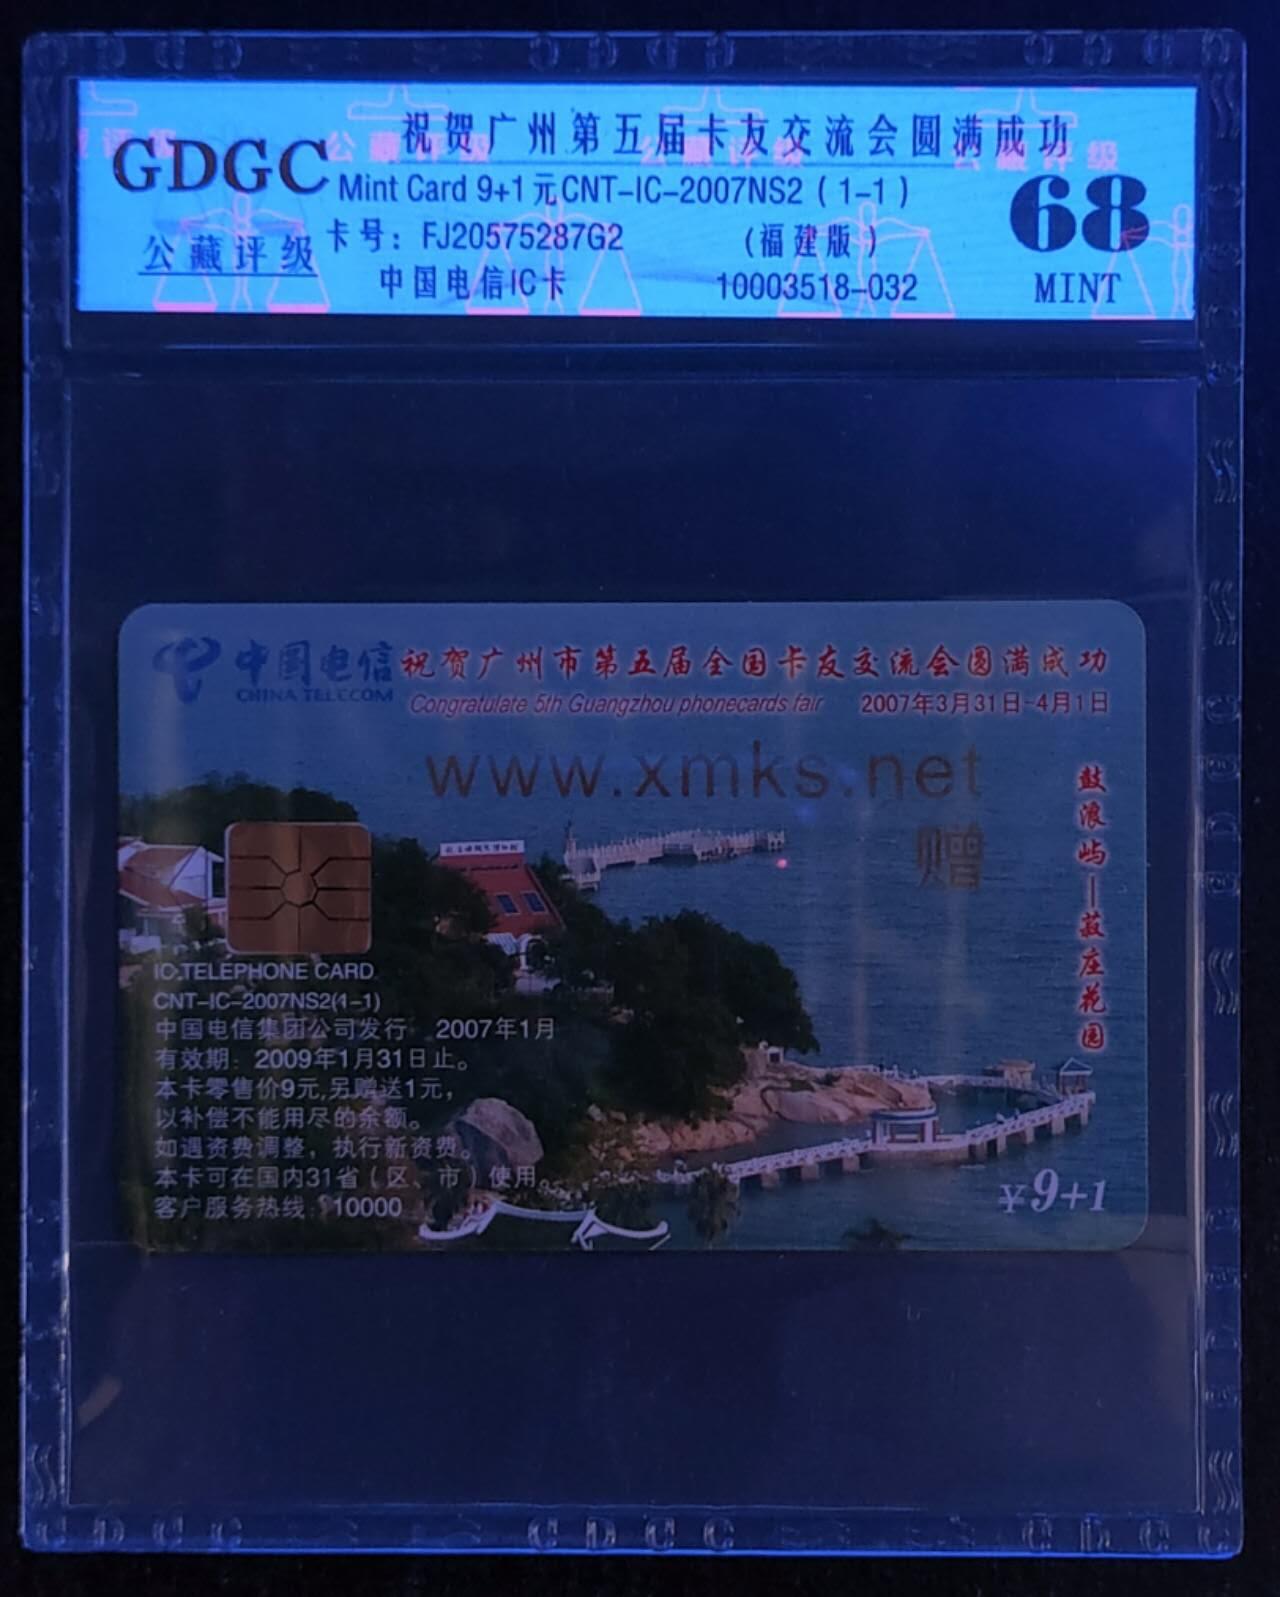 祝贺广州第五届卡友交流会圆满成功
GDGC
Mint Card 9+1元CNT-IC-2007NS2（1-1）
68
公藏评级
卡号：FJ20575287G2
（福建版）
中国电信IC卡
10003518-032
MINT
中国电信
CHINA TELECOM
祝贺广州市第五届全国卡友交流会圆满成功
Congratulate 5th Guangzhou phonecards fair
2007年3月31日-4月1日
www.xmks.net
赠
鼓浪屿—菽庄花园
IC TELEPHONE CARD
CNT-IC-2007NS2(1-1)
中国电信集团公司发行 2007年1月
有效期：2009年1月31日止。
本卡零售价9元,另赠送1元，
以补偿不能用尽的余额。
如遇资费调整，执行新资费。
本卡可在国内31省（区、市）使用。
客户服务热线：10000
¥9+1